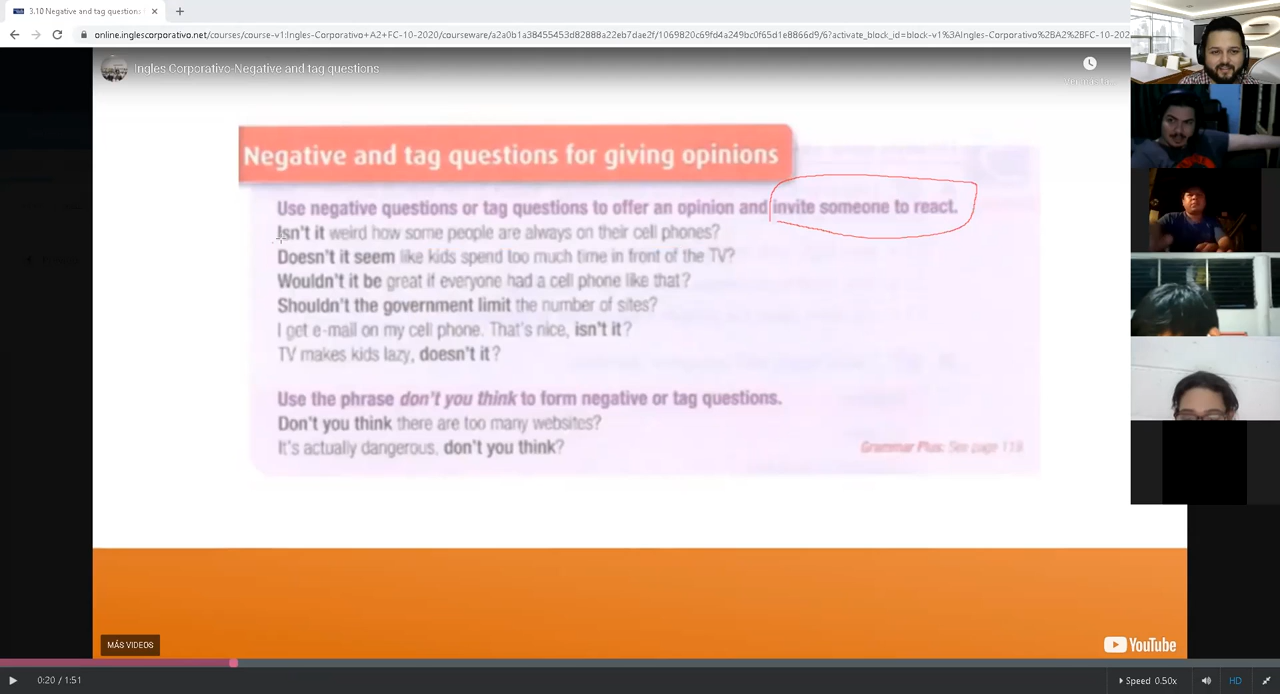 3.10 Negative and tag questions
online.inglescorporativo.net/courses/course-v1:Ingles-Corporativo+A2+FC-10-2020/courseware/a2a0b1a38455453d82888a22eb7dae2f/1069820c69fd4a249bc0f65d1e8866d9/6?activate_block_id=block-v1%3AIngles-Corporativo%2BA2%2BFC-10-202
Ingles Corporativo-Negative and tag questions
Negative and tag questions for giving opinions
Use negative questions or tag questions to offer an opinion and invite someone to react.
Isn't it weird how some people are always on their cell phones?
Doesn't it seem like kids spend too much time in front of the TV?
Wouldn't it be great if everyone had a cell phone like that?
Shouldn't the government limit the number of sites?
I get e-mail on my cell phone. That's nice, isn't it?
TV makes kids lazy, doesn't it?
Use the phrase don't you think to form negative or tag questions.
Don't you think there are too many websites?
It's actually dangerous, don't you think?
Grammar Plus: See page 119
MÁS VIDEOS
YouTube
0:20 / 1:51
Speed 0.50x
HD